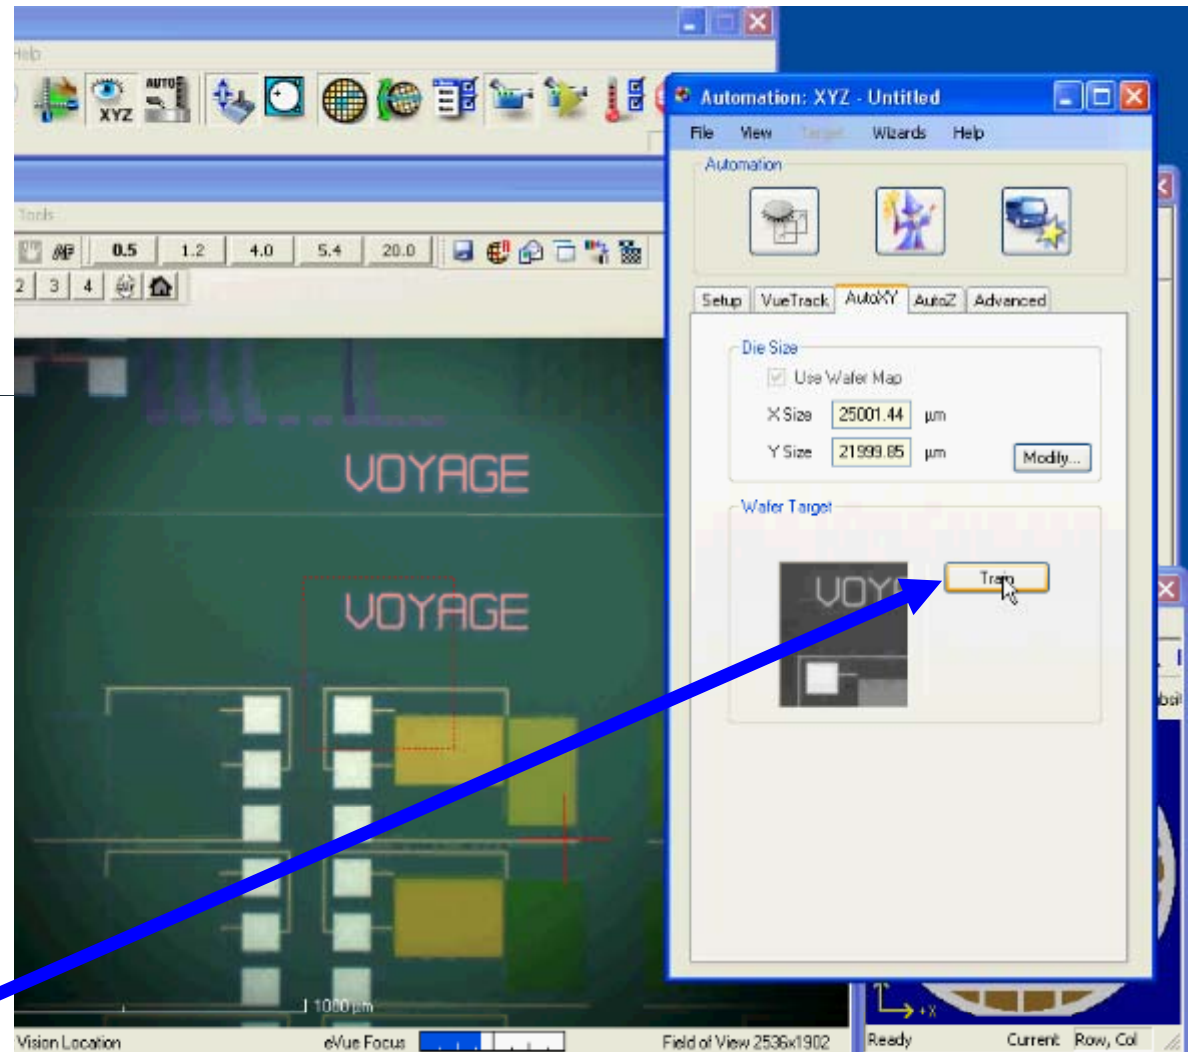 Help
XYZ
AUTO
Automation: XYZ - Untitled
File View Target Wizards Help
Automation
Tools
0.5 1.2 4.0 5.4 20.0
2 3 4
Setup VueTrack AutoXY AutoZ Advanced
Die Size
Use Wafer Map
X Size 25001.44 µm
Y Size 21999.85 µm
Modify...
VOYAGE
Wafer Target
Train
VOYA
VOYAGE
1000 µm
+X
Vision Location eVue Focus Field of View 2536x1902
Ready Current Row, Col